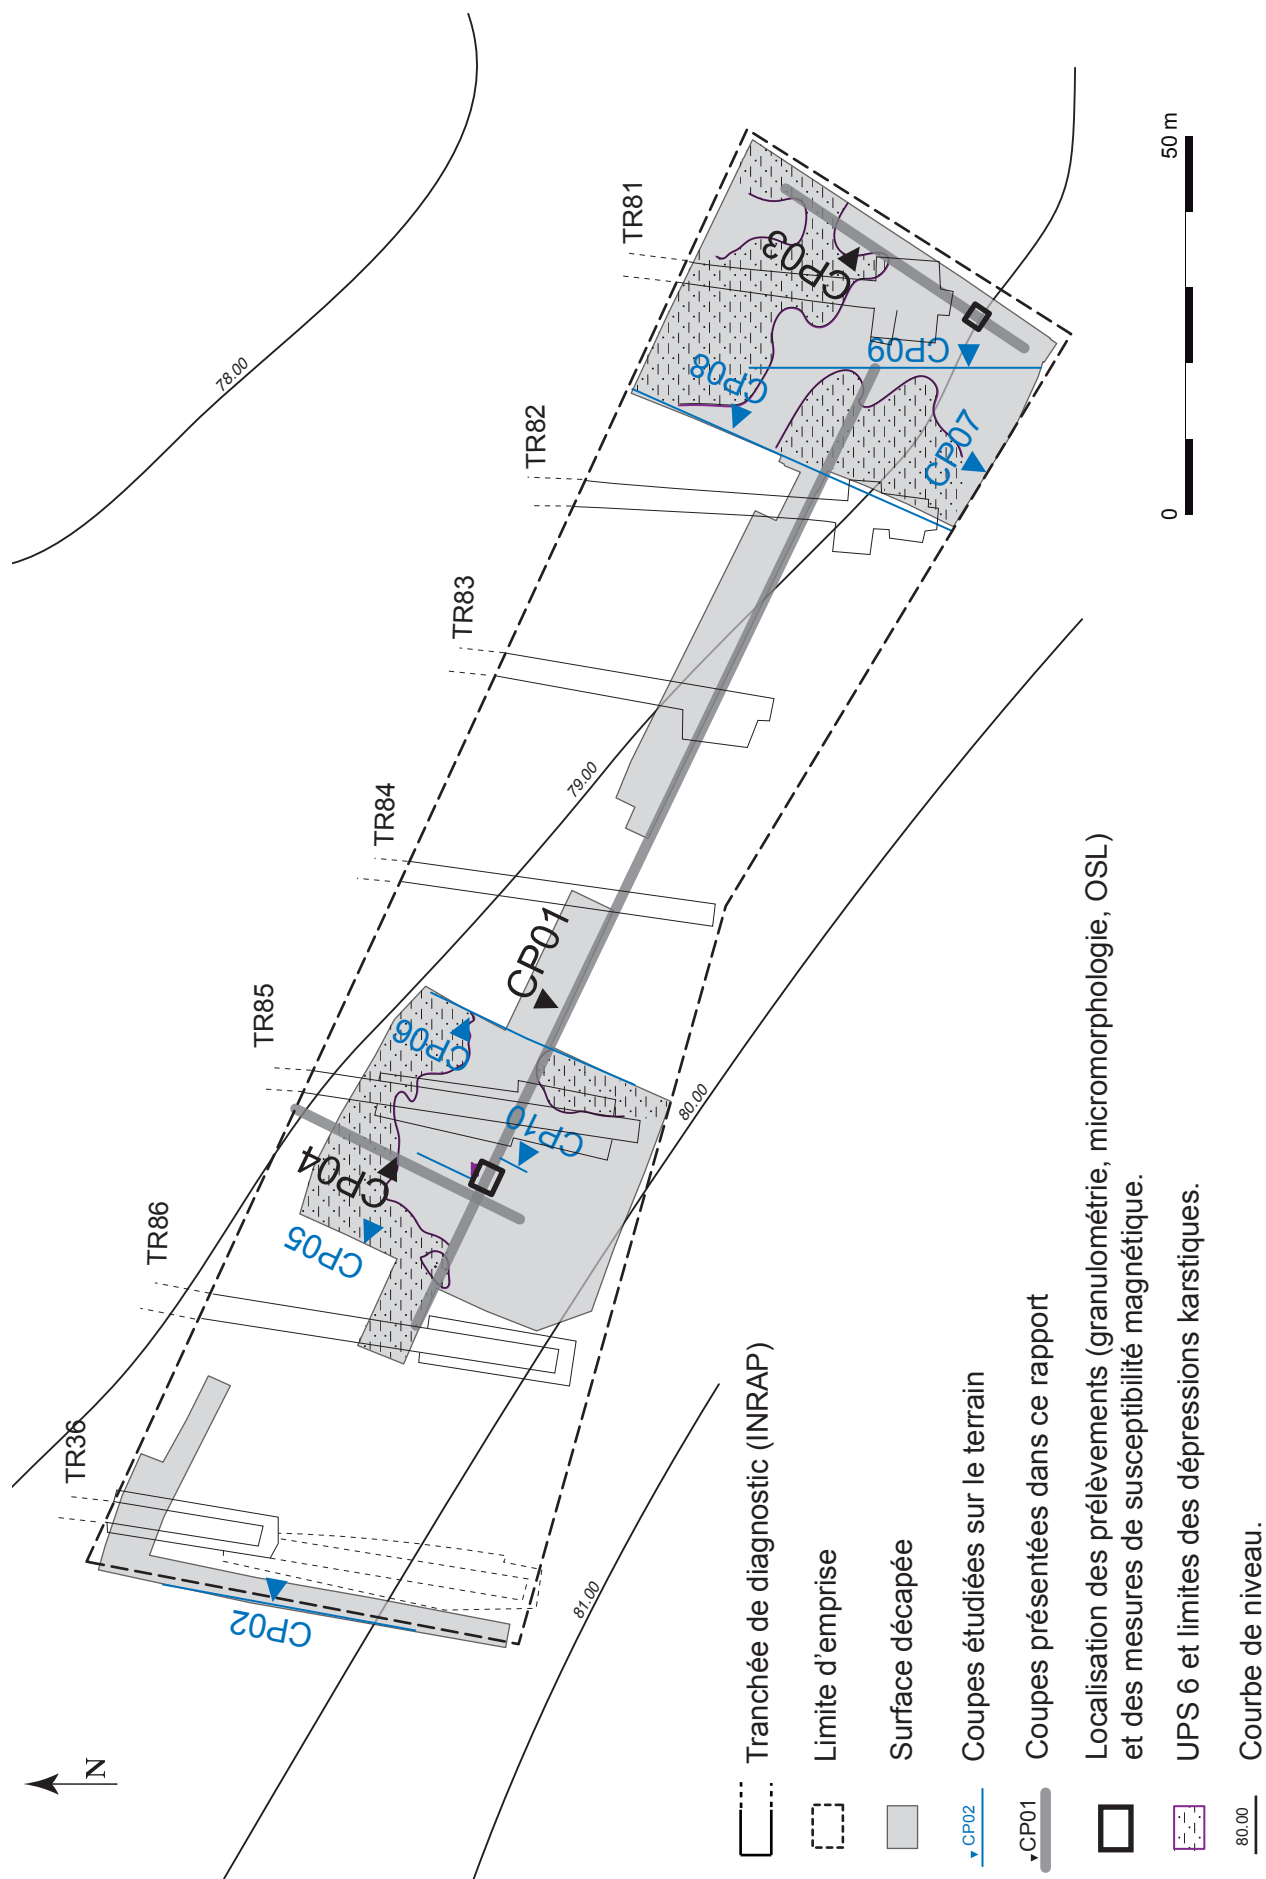 TR81
TR82
TR83
TR84
TR85
TR86
TR36
78.00
79.00
80.00
81.00
CP03
CP08
CP09
CP07
CP01
CP06
CP10
CP04
CP05
CP02
0
50 m
N
Tranchée de diagnostic (INRAP)
Limite d’emprise
Surface décapée
CP02
Coupes étudiées sur le terrain
CP01
Coupes présentées dans ce rapport
Localisation des prélèvements (granulométrie, micromorphologie, OSL)
et des mesures de susceptibilité magnétique.
UPS 6 et limites des dépressions karstiques.
80.00
Courbe de niveau.